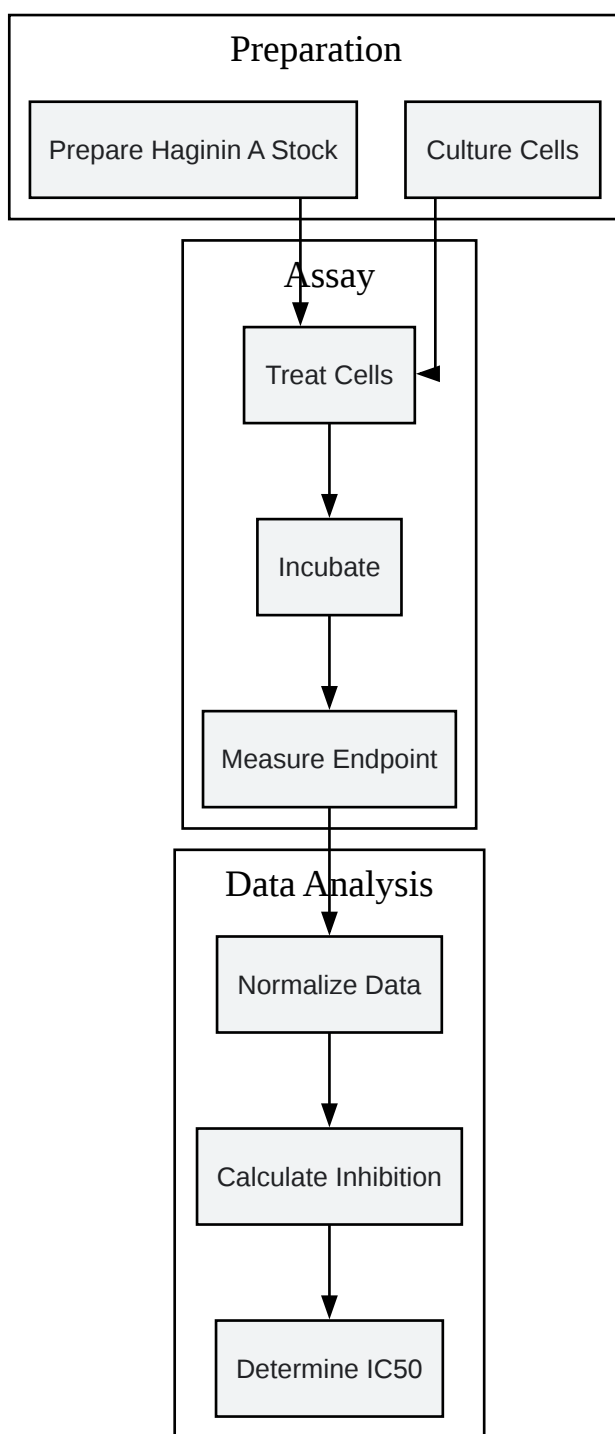 Preparation
Prepare Haginin A Stock
Culture Cells
Assay
Treat Cells
Incubate
Measure Endpoint
Data Analysis
Normalize Data
Calculate Inhibition
Determine IC50